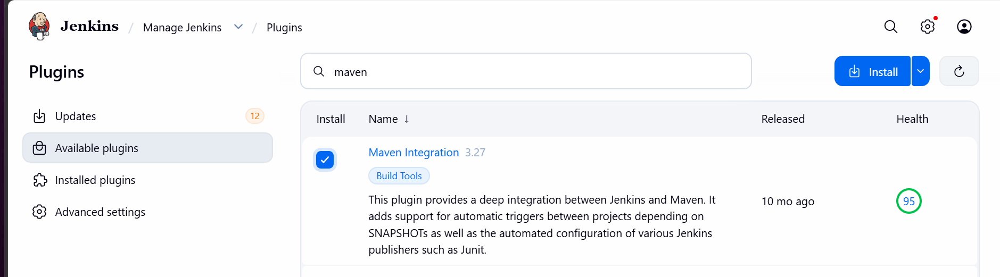 Jenkins / Manage Jenkins / Plugins
Plugins
maven
Install
Updates 12
Available plugins
Installed plugins
Advanced settings
Install Name ↓ Released Health
Maven Integration 3.27
Build Tools
This plugin provides a deep integration between Jenkins and Maven. It
adds support for automatic triggers between projects depending on
SNAPSHOTs as well as the automated configuration of various Jenkins
publishers such as Junit.
10 mo ago
95